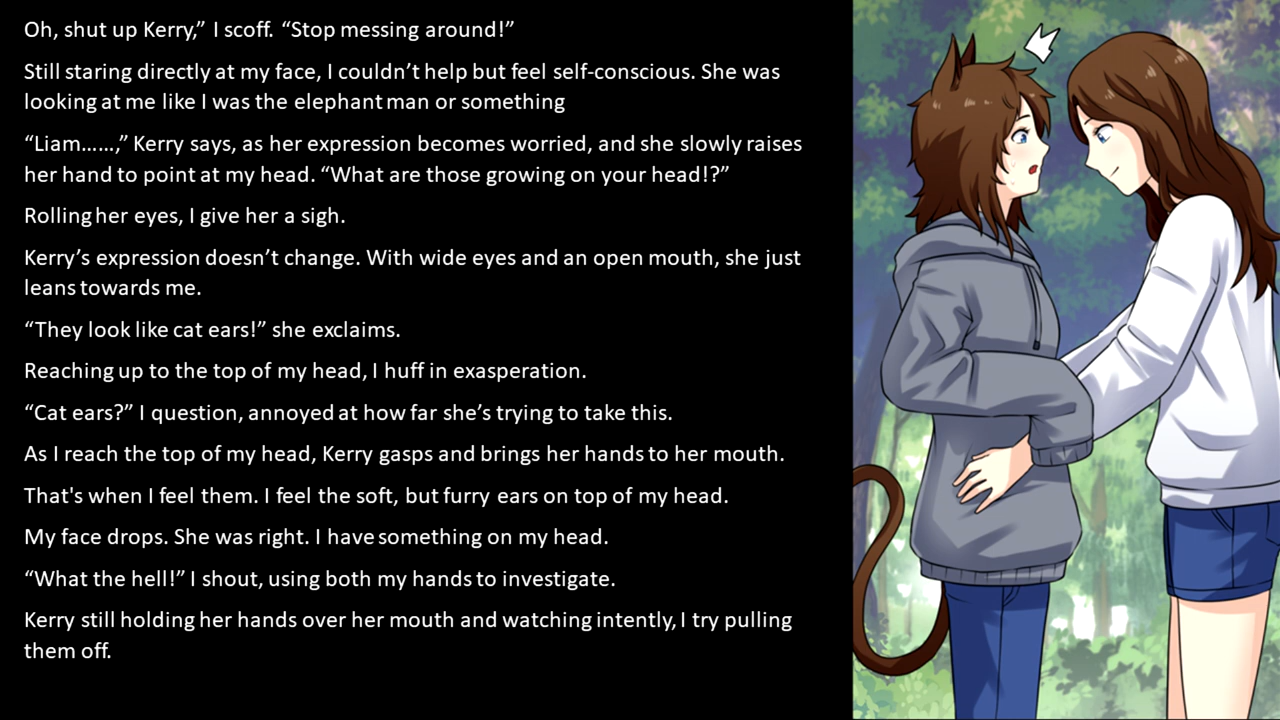 Oh, shut up Kerry,” I scoff. “Stop messing around!”
Still staring directly at my face, I couldn’t help but feel self-conscious. She was
looking at me like I was the elephant man or something
“Liam……,” Kerry says, as her expression becomes worried, and she slowly raises
her hand to point at my head. “What are those growing on your head!?”
Rolling her eyes, I give her a sigh.
Kerry’s expression doesn’t change. With wide eyes and an open mouth, she just
leans towards me.
“They look like cat ears!” she exclaims.
Reaching up to the top of my head, I huff in exasperation.
“Cat ears?” I question, annoyed at how far she’s trying to take this.
As I reach the top of my head, Kerry gasps and brings her hands to her mouth.
That's when I feel them. I feel the soft, but furry ears on top of my head.
My face drops. She was right. I have something on my head.
“What the hell!” I shout, using both my hands to investigate.
Kerry still holding her hands over her mouth and watching intently, I try pulling
them off.